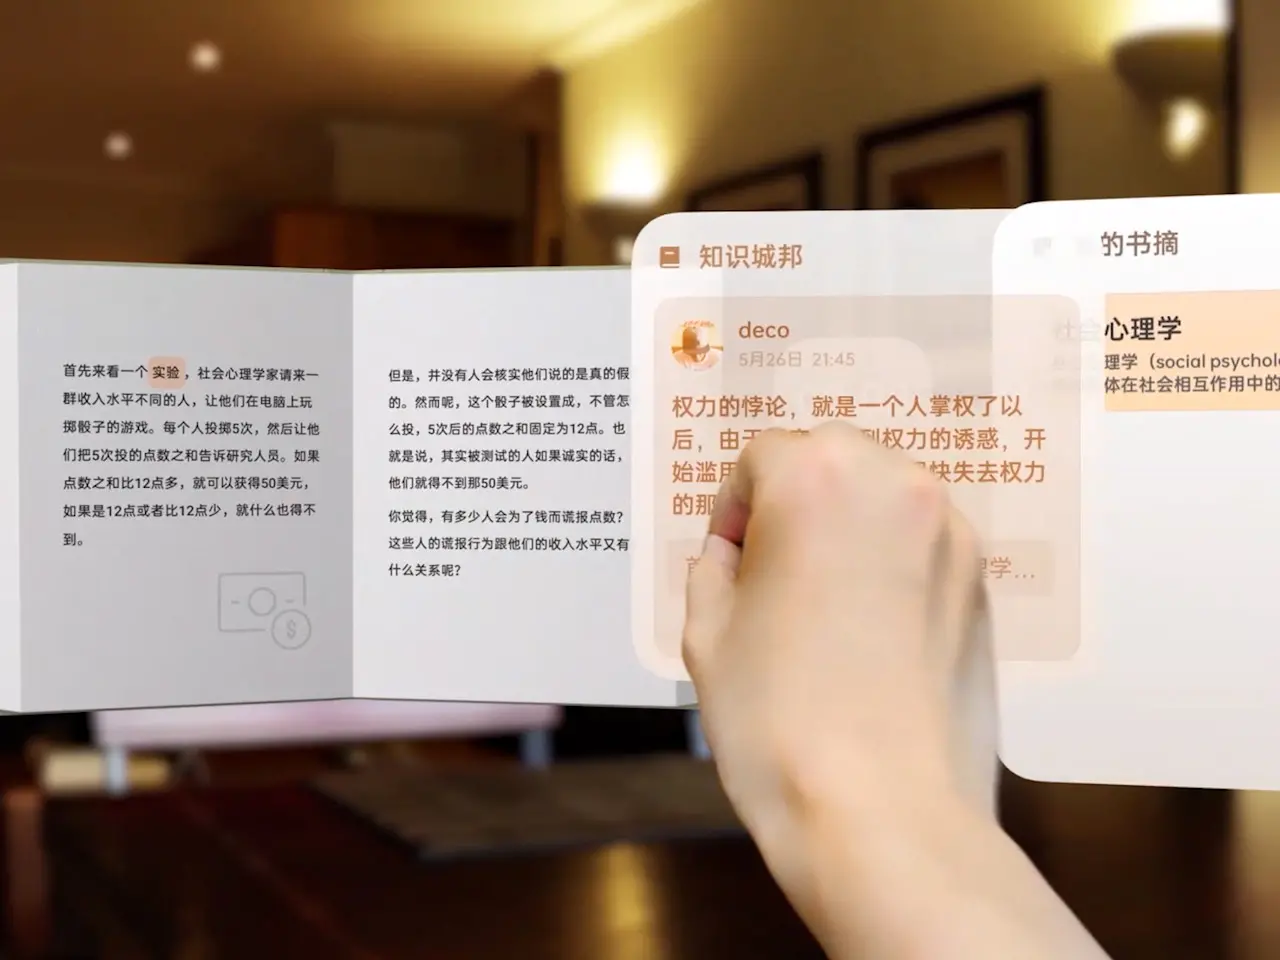 首先来看一个实验，社会心理学家请来一
群收入水平不同的人，让他们在电脑上玩
掷骰子的游戏。每个人投掷5次，然后让他
们把5次投的点数之和告诉研究人员。如果
点数之和比12点多，就可以获得50美元，
如果是12点或者比12点少，就什么也得不
到。
$
但是，并没有人会核实他们说的是真的假
的。然而呢，这个骰子被设置成，不管怎
么投，5次后的点数之和固定为12点。也
就是说，其实被测试的人如果诚实的话，
他们就得不到那50美元。
你觉得，有多少人会为了钱而谎报点数？
这些人的谎报行为跟他们的收入水平又有
什么关系呢？
知识城邦
deco
5月26日 21:45
权力的悖论，就是一个人掌权了以
后，由于 到权力的诱惑，开
始滥用 快失去权力
的那
首 理学...
的书摘
社会心理学
理学（social psychol
体在社会相互作用中的